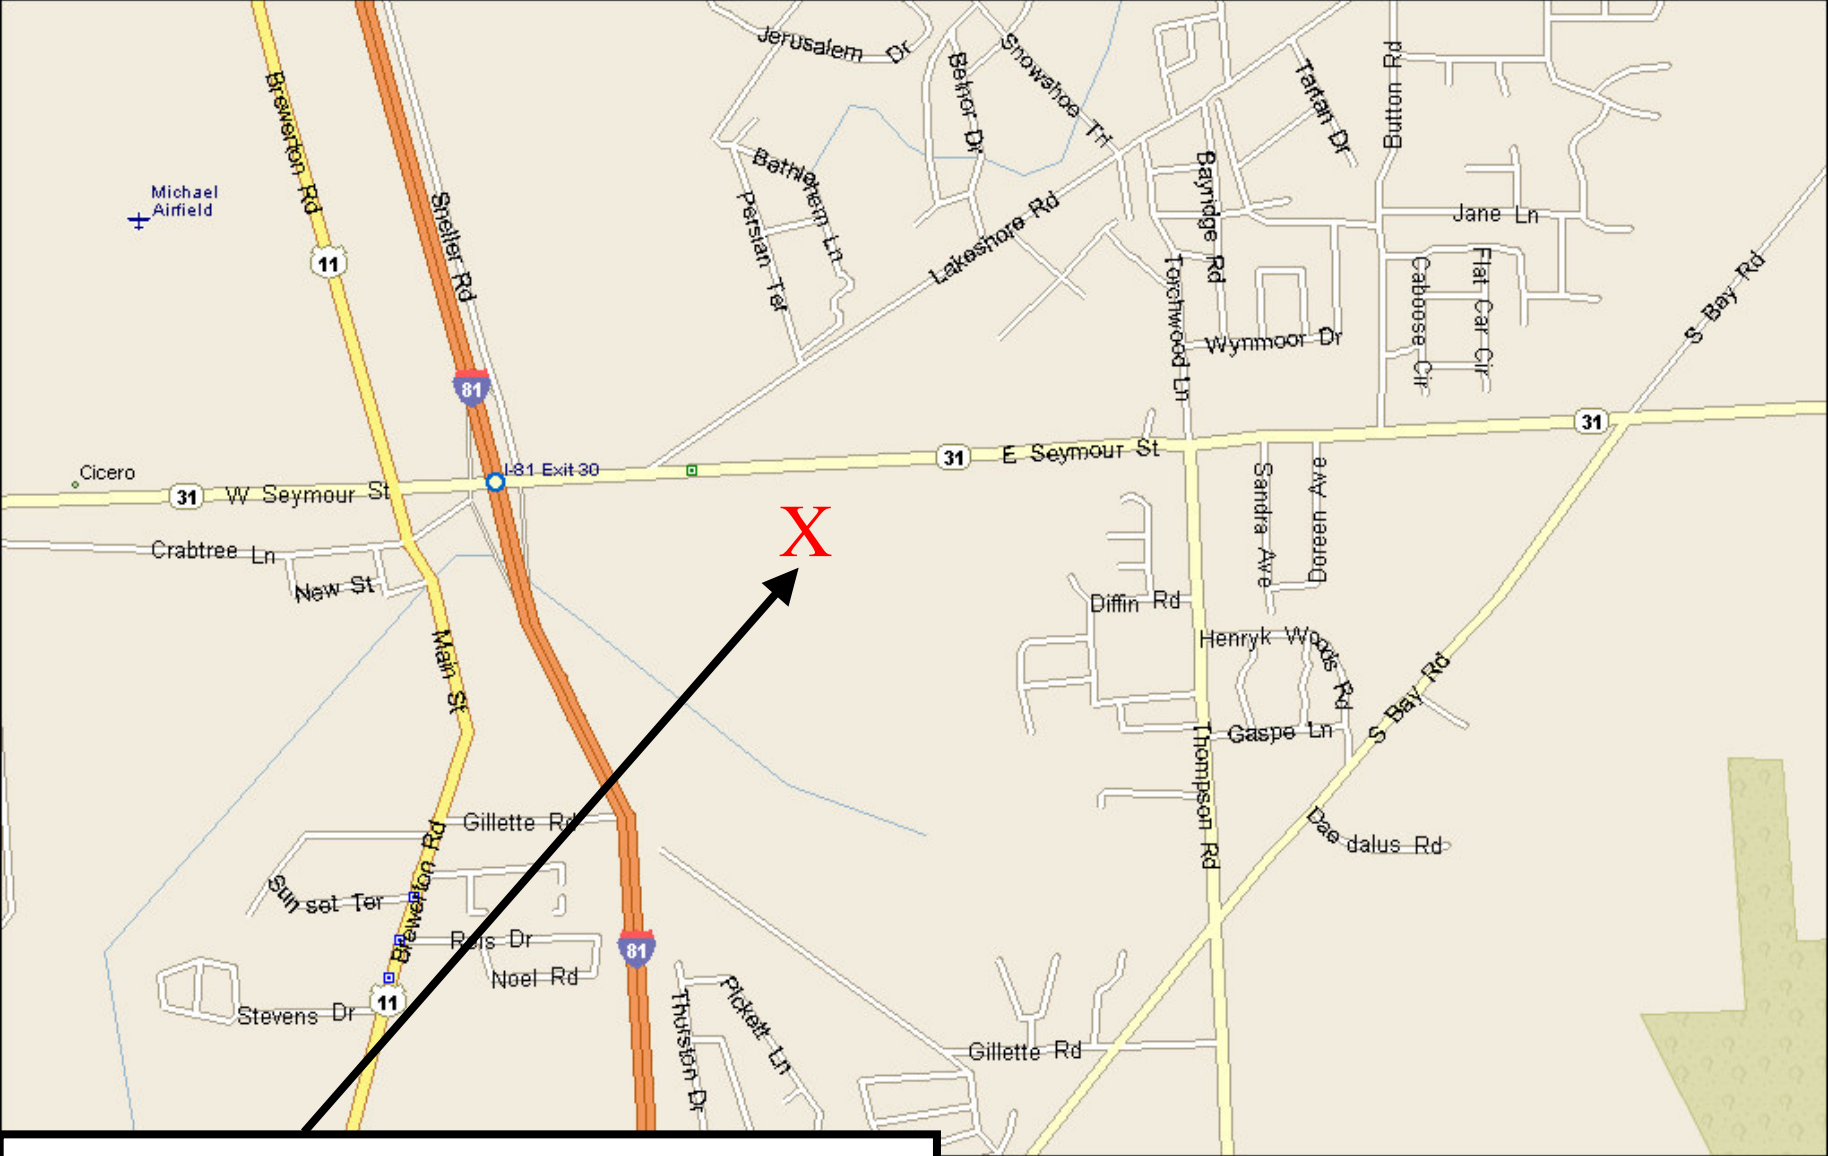 Jerusalem Dr
Snowshoe Trl
Belnor Dr
Tartan Dr
Button Rd
Brewerton Rd
Michael
Airfield
11
Sneller Rd
Bethlehem Ln
Persian Ter
Lakeshore Rd
Bayridge Rd
Jane Ln
Torchwood Ln
Caboose Cir
Flat Car Cir
S Bay Rd
Wynmoor Dr
81
31
Cicero
I-81 Exit 30
31
E Seymour St
31
W Seymour St
X
Sandra Ave
Doreen Ave
Crabtree Ln
New St
Diffin Rd
Henryk Woods Rd
Main St
S Bay Rd
Gaspe Ln
Thompson Rd
Gillette Rd
Daedalus Rd
Sunset Ter
Brewerton Rd
Reis Dr
81
Noel Rd
11
Stevens Dr
Thurston Dr
Pickett Ln
Gillette Rd